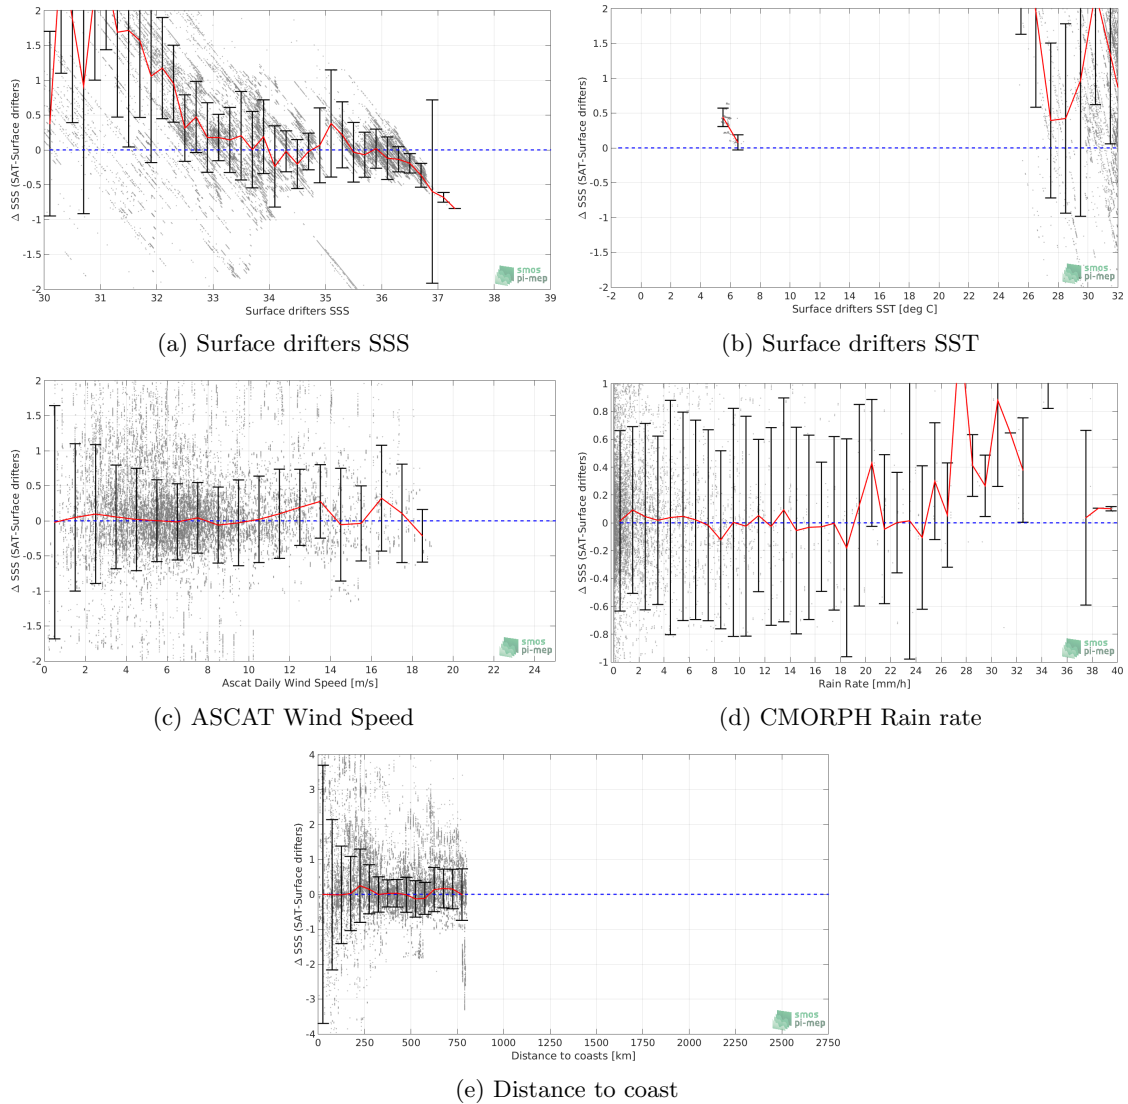 2
1.5
1
0.5
0
-0.5
-1
-1.5
-2
Δ SSS (SAT-Surface drifters)
30 31 32 33 34 35 36 37 38 39
Surface drifters SSS
smos
pi-mep
(a) Surface drifters SSS
2
1.5
1
0.5
0
-0.5
-1
-1.5
-2
Δ SSS (SAT-Surface drifters)
-2 0 2 4 6 8 10 12 14 16 18 20 22 24 26 28 30 32
Surface drifters SST [deg C]
smos
pi-mep
(b) Surface drifters SST
2
1.5
1
0.5
0
-0.5
-1
-1.5
-2
Δ SSS (SAT-Surface drifters)
0 2 4 6 8 10 12 14 16 18 20 22 24
Ascat Daily Wind Speed [m/s]
smos
pi-mep
(c) ASCAT Wind Speed
1
0.8
0.6
0.4
0.2
0
-0.2
-0.4
-0.6
-0.8
-1
Δ SSS (SAT-Surface drifters)
0 2 4 6 8 10 12 14 16 18 20 22 24 26 28 30 32 34 36 38 40
Rain Rate [mm/h]
smos
pi-mep
(d) CMORPH Rain rate
4
3
2
1
0
-1
-2
-3
-4
Δ SSS (SAT-Surface drifters)
0 250 500 750 1000 1250 1500 1750 2000 2250 2500 2750
Distance to coasts [km]
smos
pi-mep
(e) Distance to coast